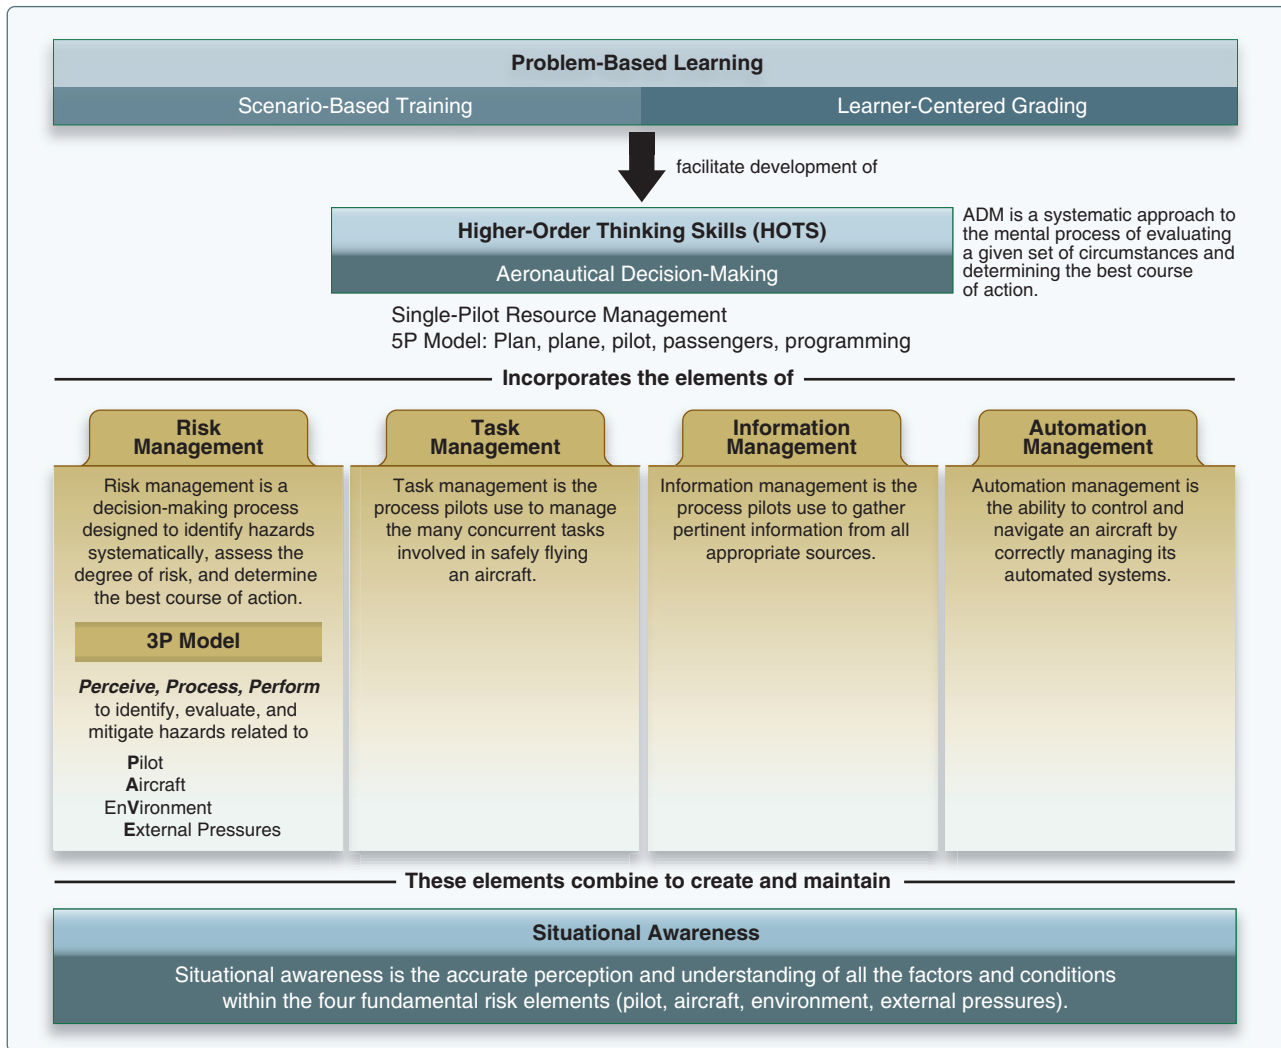 Problem-Based Learning
Scenario-Based Training
Learner-Centered Grading
facilitate development of
Higher-Order Thinking Skills (HOTS)
Aeronautical Decision-Making
ADM is a systematic approach to
the mental process of evaluating
a given set of circumstances and
determining the best course
of action.
Single-Pilot Resource Management
5P Model: Plan, plane, pilot, passengers, programming
Incorporates the elements of
Risk
Management
Risk management is a
decision-making process
designed to identify hazards
systematically, assess the
degree of risk, and determine
the best course of action.
3P Model
Perceive, Process, Perform
to identify, evaluate, and
mitigate hazards related to
Pilot
Aircraft
EnVironment
External Pressures
Task
Management
Task management is the
process pilots use to manage
the many concurrent tasks
involved in safely flying
an aircraft.
Information
Management
Information management is the
process pilots use to gather
pertinent information from all
appropriate sources.
Automation
Management
Automation management is
the ability to control and
navigate an aircraft by
correctly managing its
automated systems.
These elements combine to create and maintain
Situational Awareness
Situational awareness is the accurate perception and understanding of all the factors and conditions
within the four fundamental risk elements (pilot, aircraft, environment, external pressures).